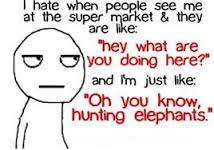 I hate when people see me
at the super market & they
are like:
"hey what are
you doing here?"
and I'm just like:
"Oh you know,
hunting elephants."